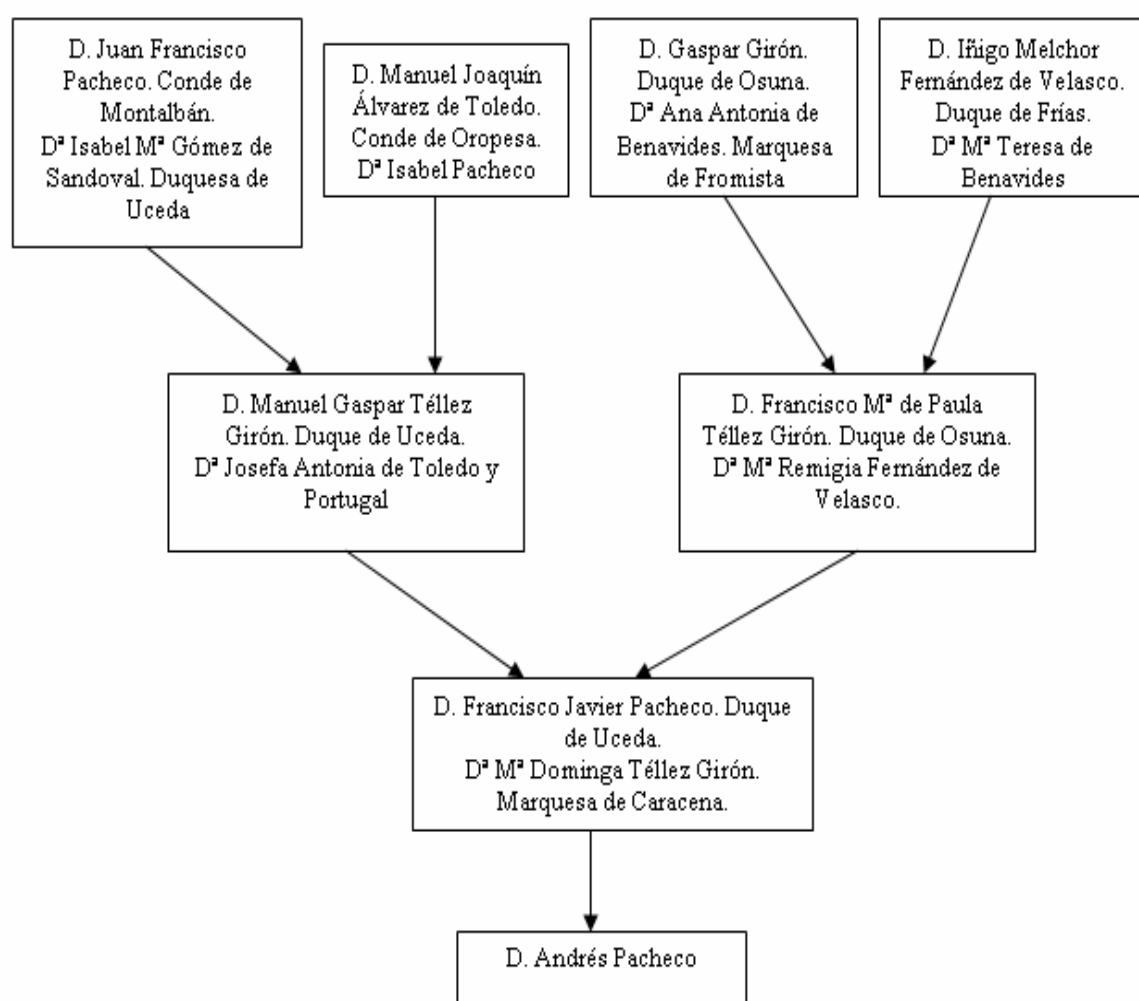 D. Juan Francisco
Pacheco. Conde de
Montalbán.
Dª Isabel Mª Gómez de
Sandoval. Duquesa de
Uceda
D. Manuel Joaquín
Álvarez de Toledo.
Conde de Oropesa.
Dª Isabel Pacheco
D. Gaspar Girón.
Duque de Osuna.
Dª Ana Antonia de
Benavides. Marquesa
de Fromista
D. Iñigo Melchor
Fernández de Velasco.
Duque de Frías.
Dª Mª Teresa de
Benavides
D. Manuel Gaspar Téllez
Girón. Duque de Uceda.
Dª Josefa Antonia de Toledo y
Portugal
D. Francisco Mª de Paula
Téllez Girón. Duque de Osuna.
Dª Mª Remigia Fernández de
Velasco.
D. Francisco Javier Pacheco. Duque
de Uceda.
Dª Mª Dominga Téllez Girón.
Marquesa de Caracena.
D. Andrés Pacheco